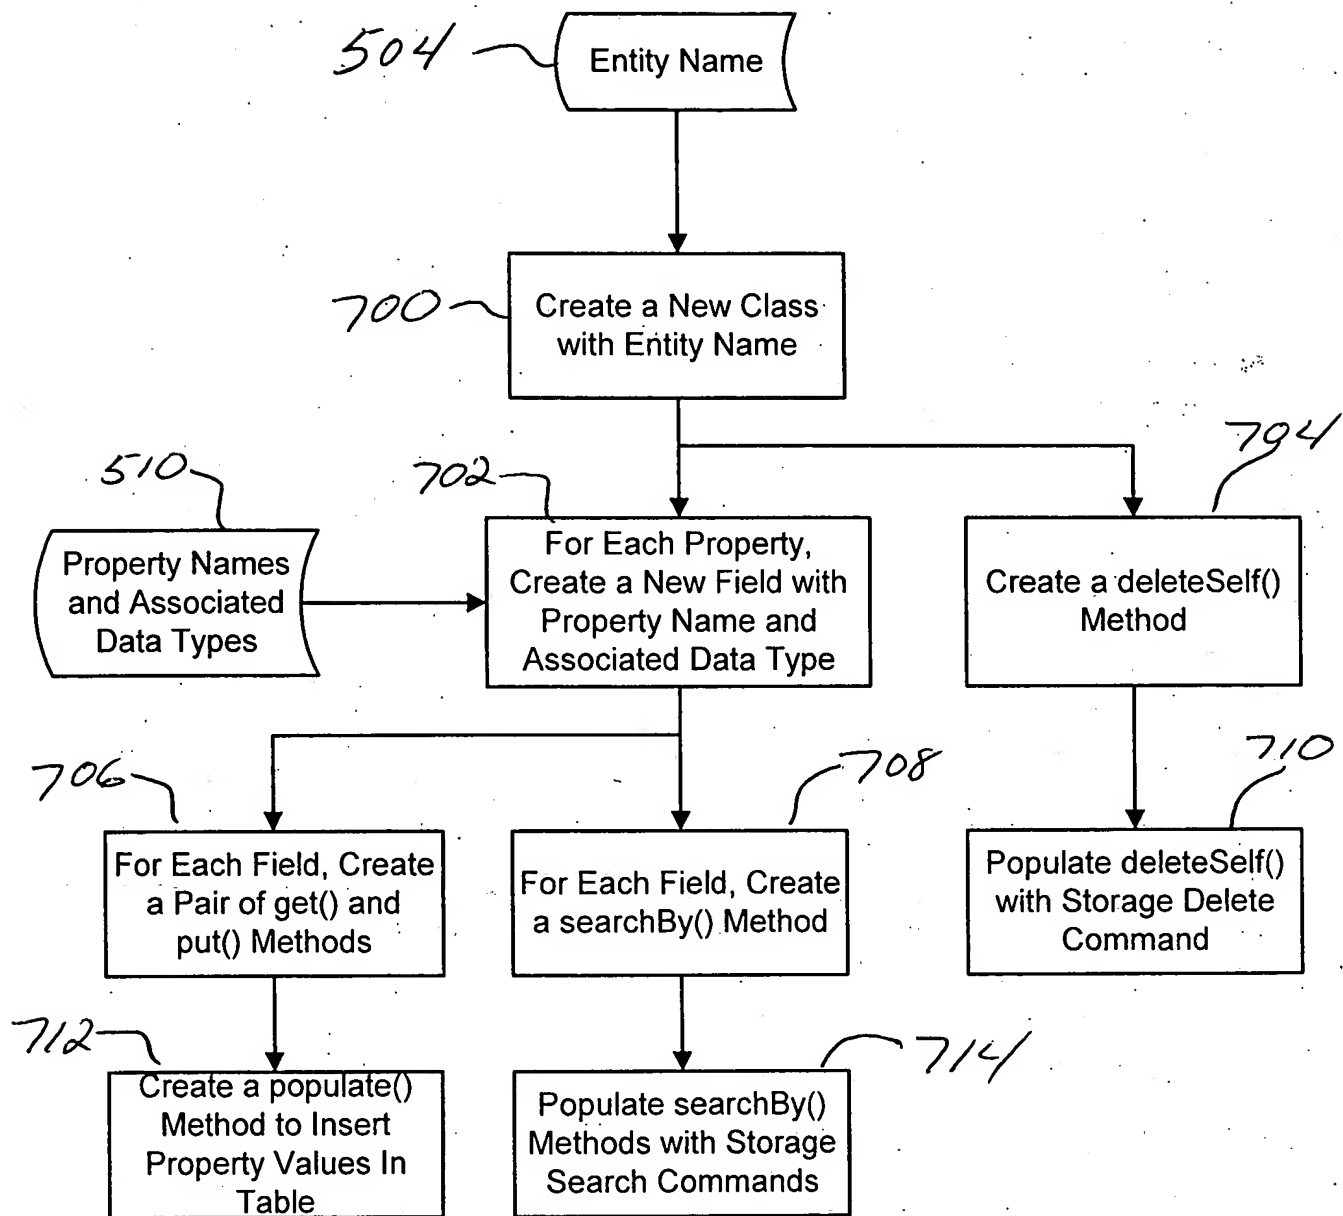 504
Entity Name
700
Create a New Class
with Entity Name
704
510
702
Property Names
and Associated
Data Types
For Each Property,
Create a New Field with
Property Name and
Associated Data Type
Create a deleteSelf()
Method
706
708
710
For Each Field, Create
a Pair of get() and
put() Methods
For Each Field, Create
a searchBy() Method
Populate deleteSelf()
with Storage Delete
Command
712
714
Create a populate()
Method to Insert
Property Values In
Table
Populate searchBy()
Methods with Storage
Search Commands